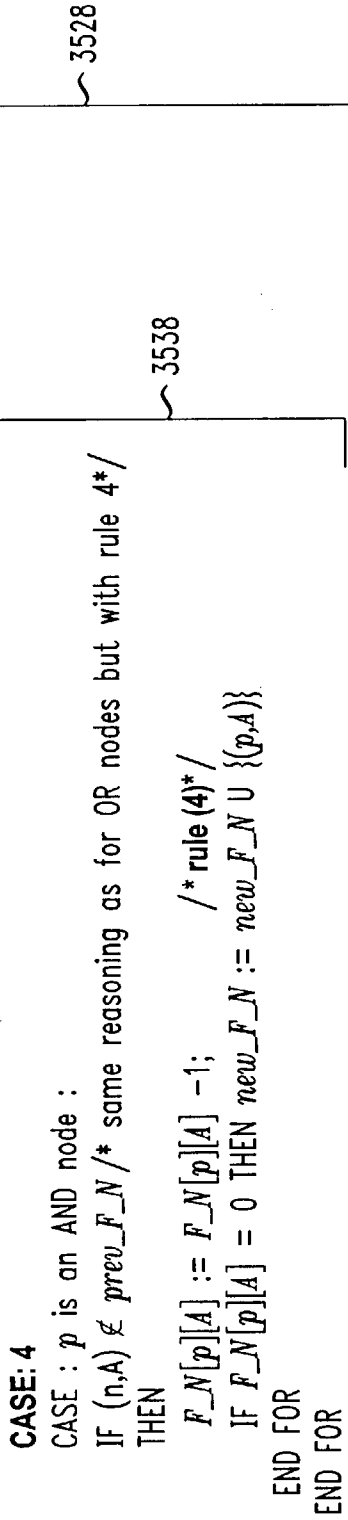 CASE: 4
CASE : p is an AND node :
IF (n,A) ∉ prev_F_N /* same reasoning as for OR nodes but with rule 4*/
THEN
F_N[p][A] := F_N[p][A] -1; /* rule (4)* /
IF F_N[p][A] = 0 THEN new_F_N := new_F_N ∪ {(p,A)}
END FOR
END FOR
3538
3528